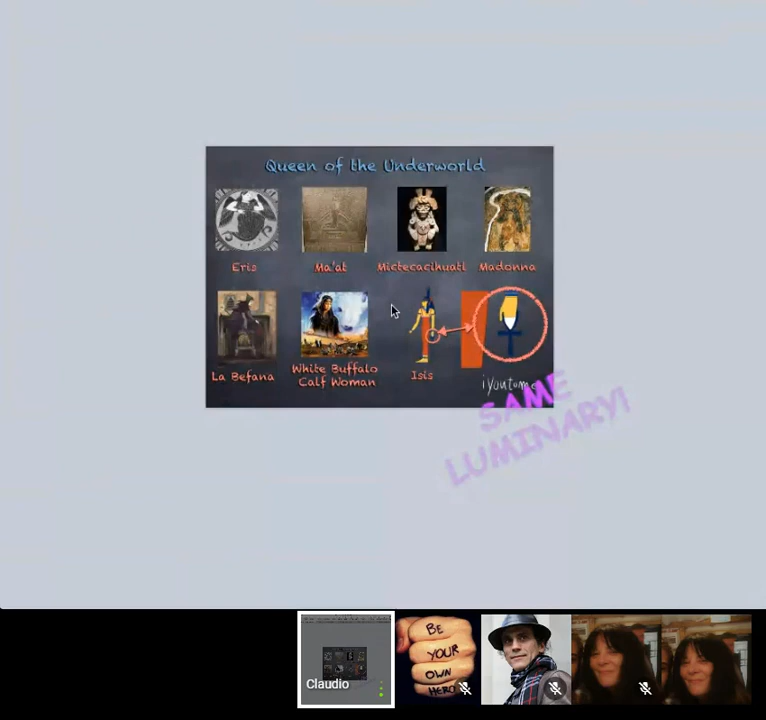 Queen of the Underworld
Eris
Ma'at
Mictecacihuatl
Madonna
La Befana
White Buffalo
Calf Woman
Isis
iYoutome
SAME
LUMINARY!
Claudio
BE
YOUR
OWN
HERO